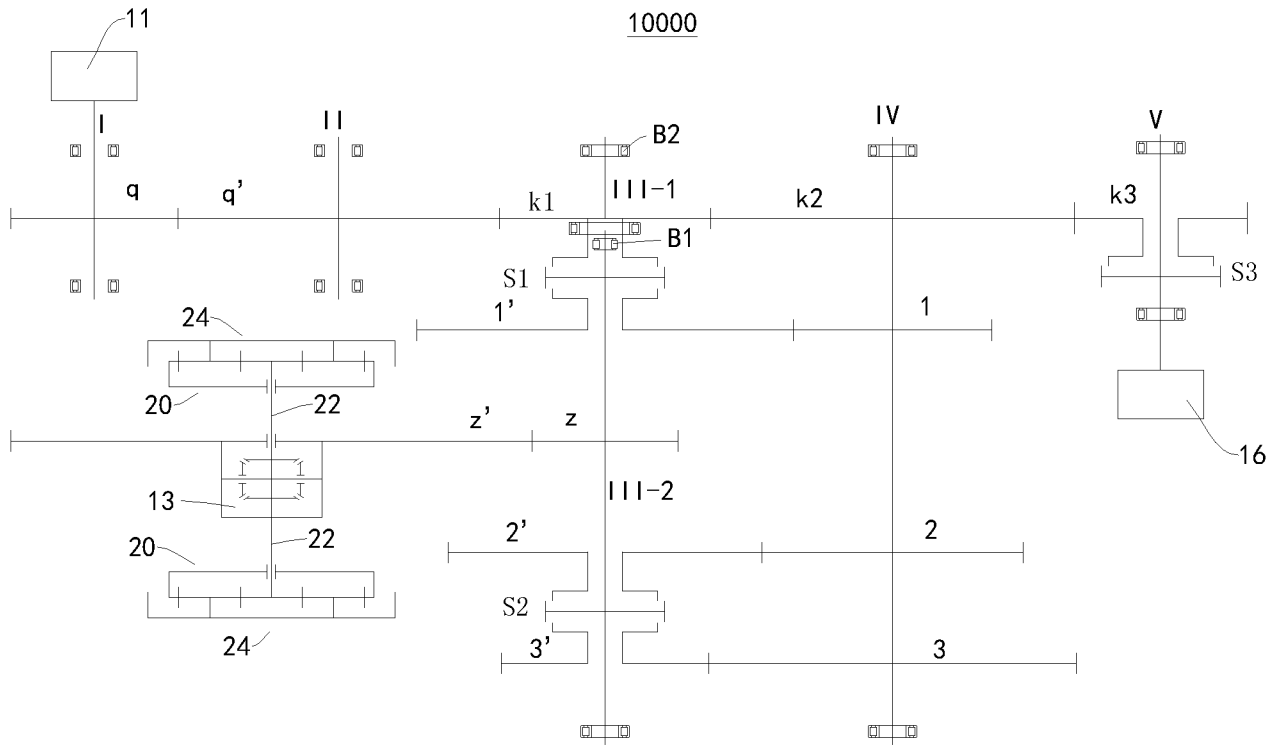 11
10000
I
II
B2
IV
V
III-1
q
q’
k1
k2
k3
B1
S1
S3
24
1’
1
20
22
z’
z
16
13
III-2
22
20
2’
2
S2
24
3’
3